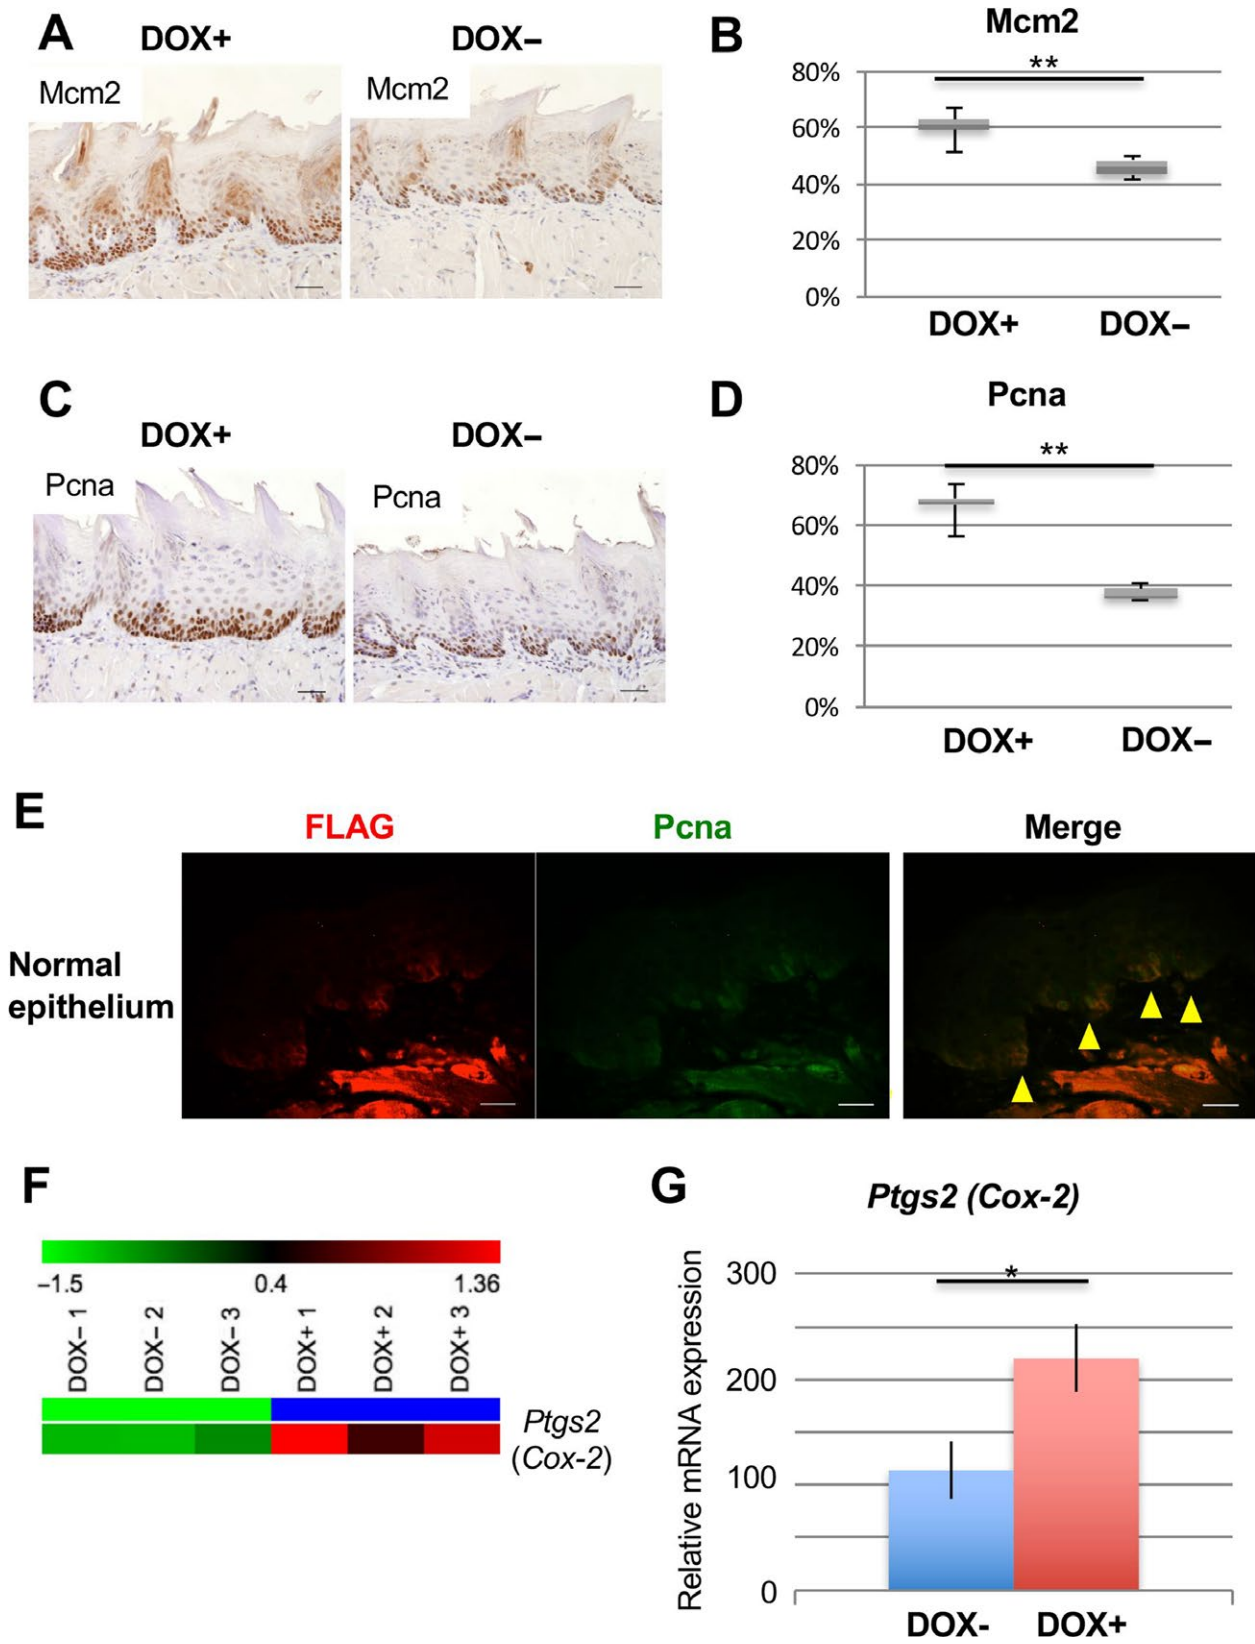 A
DOX+
DOX–
Mcm2
Mcm2
B
Mcm2
**
80%
60%
40%
20%
0%
DOX+
DOX–
C
DOX+
DOX–
Pcna
Pcna
D
Pcna
**
80%
60%
40%
20%
0%
DOX+
DOX–
E
FLAG
Pcna
Merge
Normal
epithelium
F
–1.5
0.4
1.36
DOX– 1
DOX– 2
DOX– 3
DOX+ 1
DOX+ 2
DOX+ 3
Ptgs2
(Cox-2)
G
Ptgs2 (Cox-2)
*
Relative mRNA expression
300
200
100
0
DOX-
DOX+